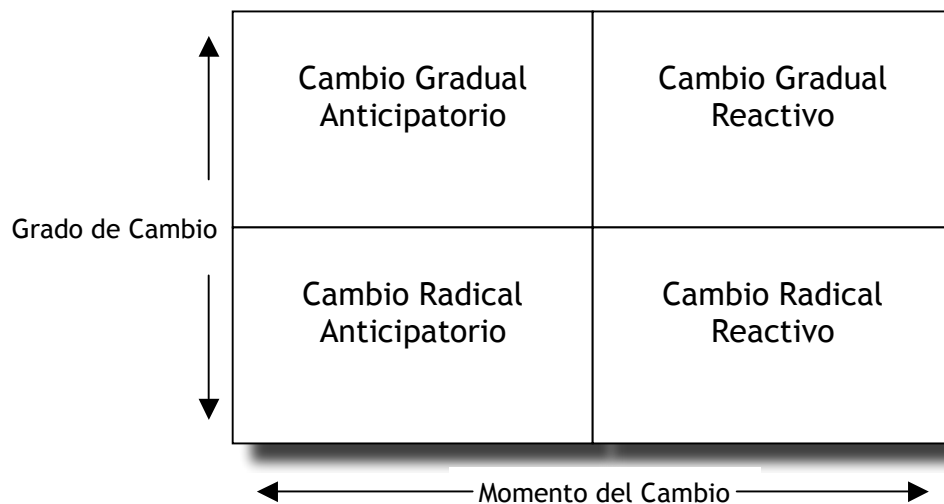 Cambio Gradual
Anticipatorio
Cambio Gradual
Reactivo
Grado de Cambio
Cambio Radical
Anticipatorio
Cambio Radical
Reactivo
Momento del Cambio